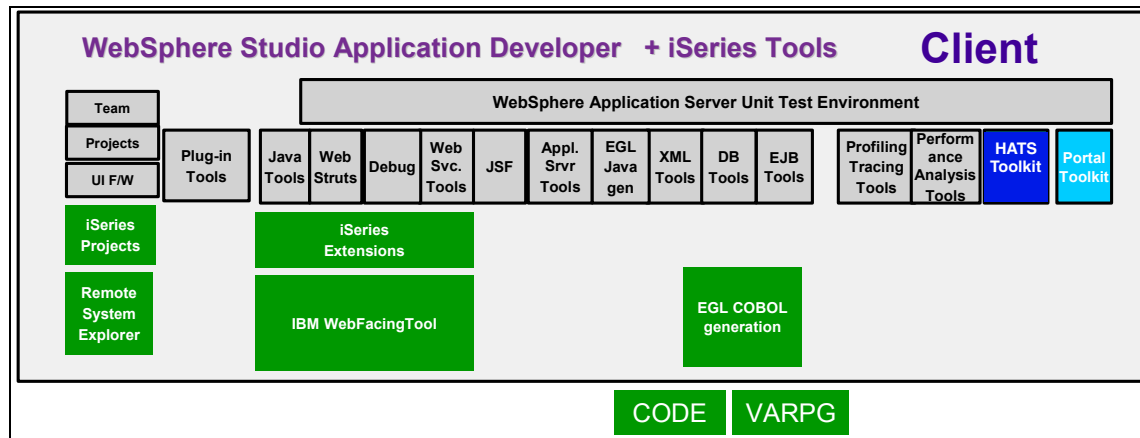 WebSphere Studio Application Developer + iSeries Tools
Client
WebSphere Application Server Unit Test Environment
Team
Projects
UI F/W
Plug-in
Tools
Java
Tools
Web
Struts
Debug
Web
Svc.
Tools
JSF
Appl.
Srvr
Tools
EGL
Java
gen
XML
Tools
DB
Tools
EJB
Tools
Profiling
Tracing
Tools
Perform
ance
Analysis
Tools
HATS
Toolkit
Portal
Toolkit
iSeries
Projects
iSeries
Extensions
Remote
System
Explorer
IBM WebFacingTool
EGL COBOL
generation
CODE
VARPG